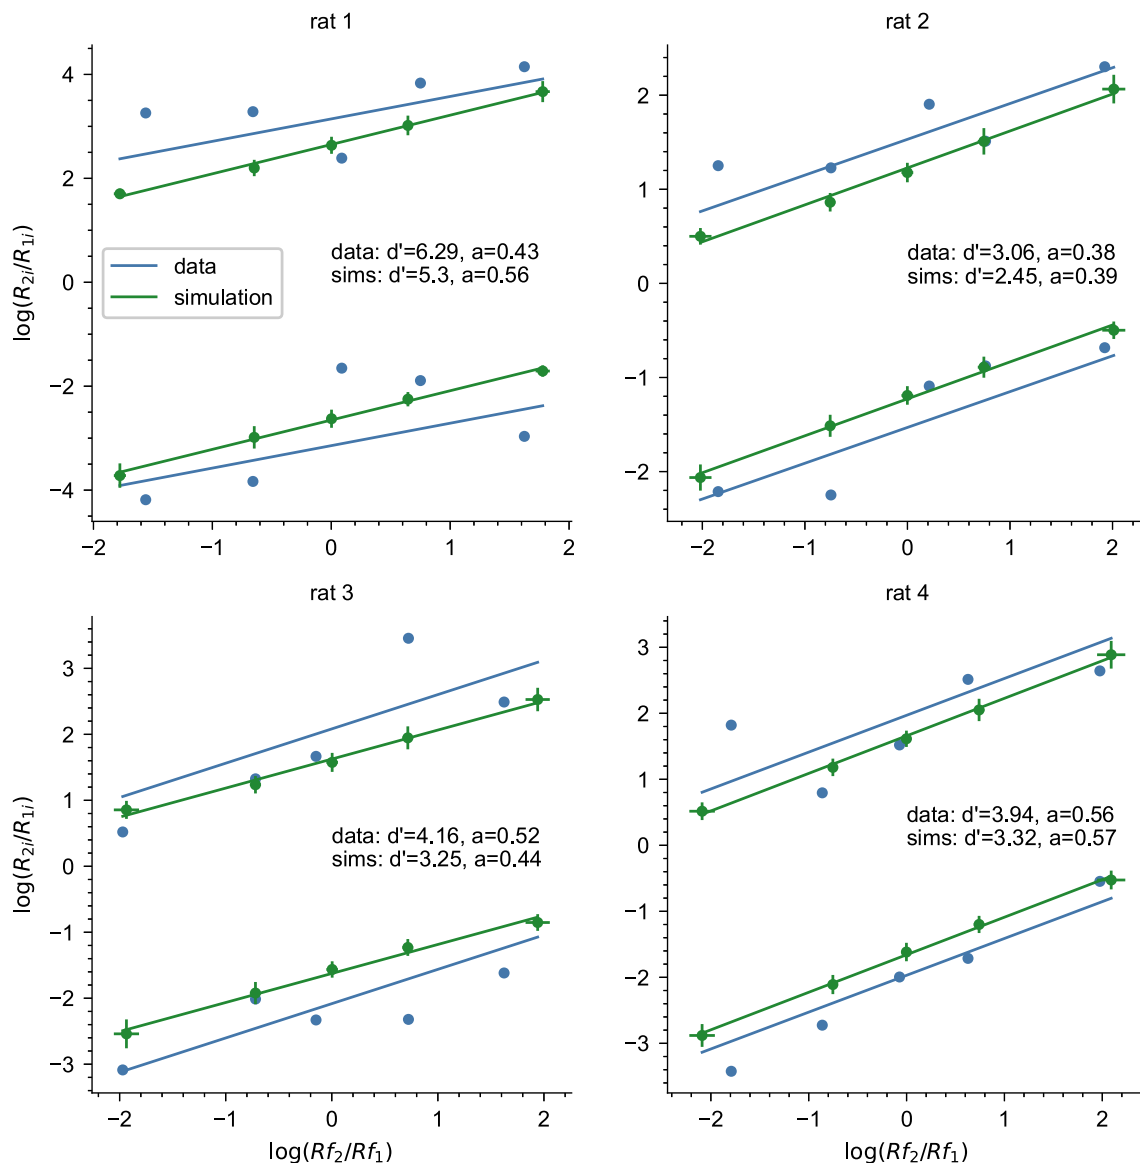 rat 1
4
2
0
−2
−4
log(R2i/R1i)
data
simulation
data: d'=6.29, a=0.43
sims: d'=5.3, a=0.56
−2
−1
0
1
2
rat 2
2
1
0
−1
−2
data: d'=3.06, a=0.38
sims: d'=2.45, a=0.39
−2
−1
0
1
2
rat 3
3
2
1
0
−1
−2
−3
log(R2i/R1i)
data: d'=4.16, a=0.52
sims: d'=3.25, a=0.44
−2
−1
0
1
2
log(Rf2/Rf1)
rat 4
3
2
1
0
−1
−2
−3
data: d'=3.94, a=0.56
sims: d'=3.32, a=0.57
−2
−1
0
1
2
log(Rf2/Rf1)